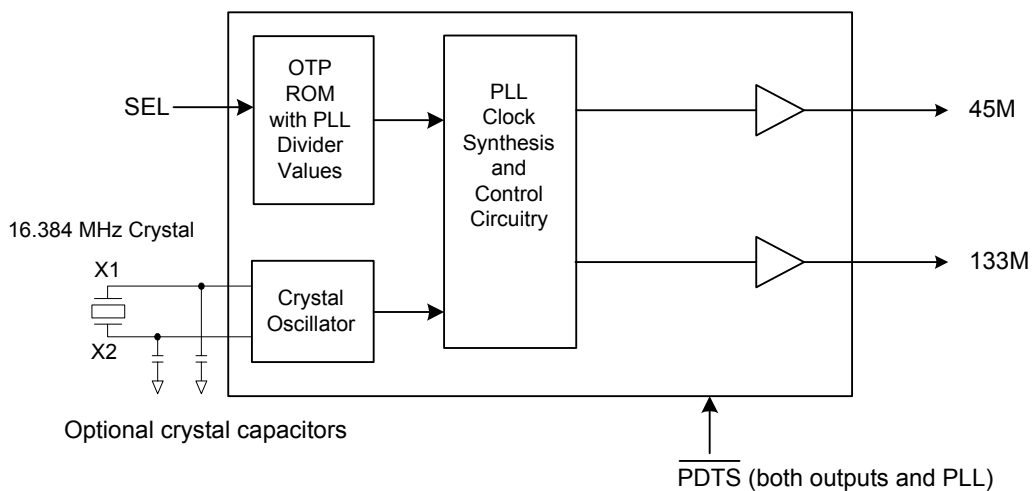 SEL
OTP
ROM
with PLL
Divider
Values
PLL
Clock
Synthesis
and
Control
Circuitry
45M
133M
16.384 MHz Crystal
X1
X2
Crystal
Oscillator
Optional crystal capacitors
PDTS (both outputs and PLL)